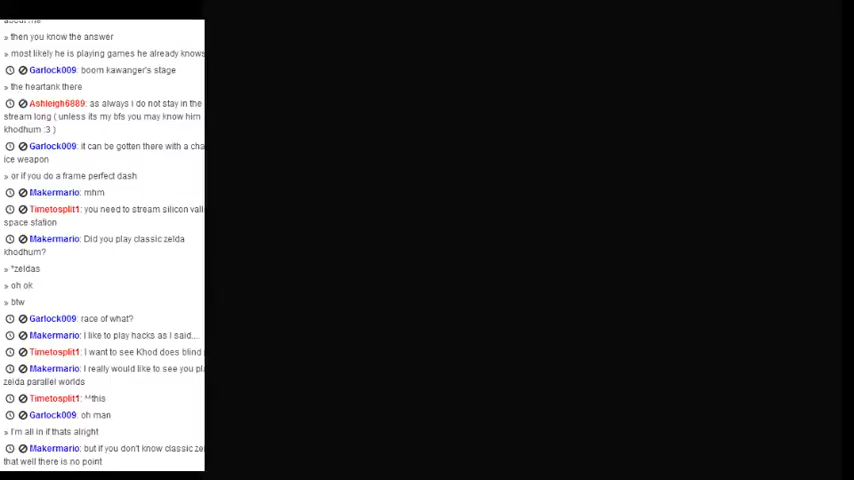 about me
» then you know the answer
» most likely he is playing games he already knows
Garlock009: boom kawanger's stage
» the heartank there
Ashleigh6889: as always I do not stay in the
stream long ( unless its my bfs you may know him
khodhum :3 )
Garlock009: it can be gotten there with a cha
ice weapon
» or if you do a frame perfect dash
Makermario: mhm
Timetosplit1: you need to stream silicon vall
space station
Makermario: Did you play classic zelda
khodhum?
» *zeldas
» oh ok
» btw
Garlock009: race of what?
Makermario: I like to play hacks as I said....
Timetosplit1: I want to see Khod does blind
Makermario: I really would like to see you pl
zelda parallel worlds
Timetosplit1: ^^this
Garlock009: oh man
» I'm all in if thats alright
Makermario: but if you don't know classic ze
that well there is no point